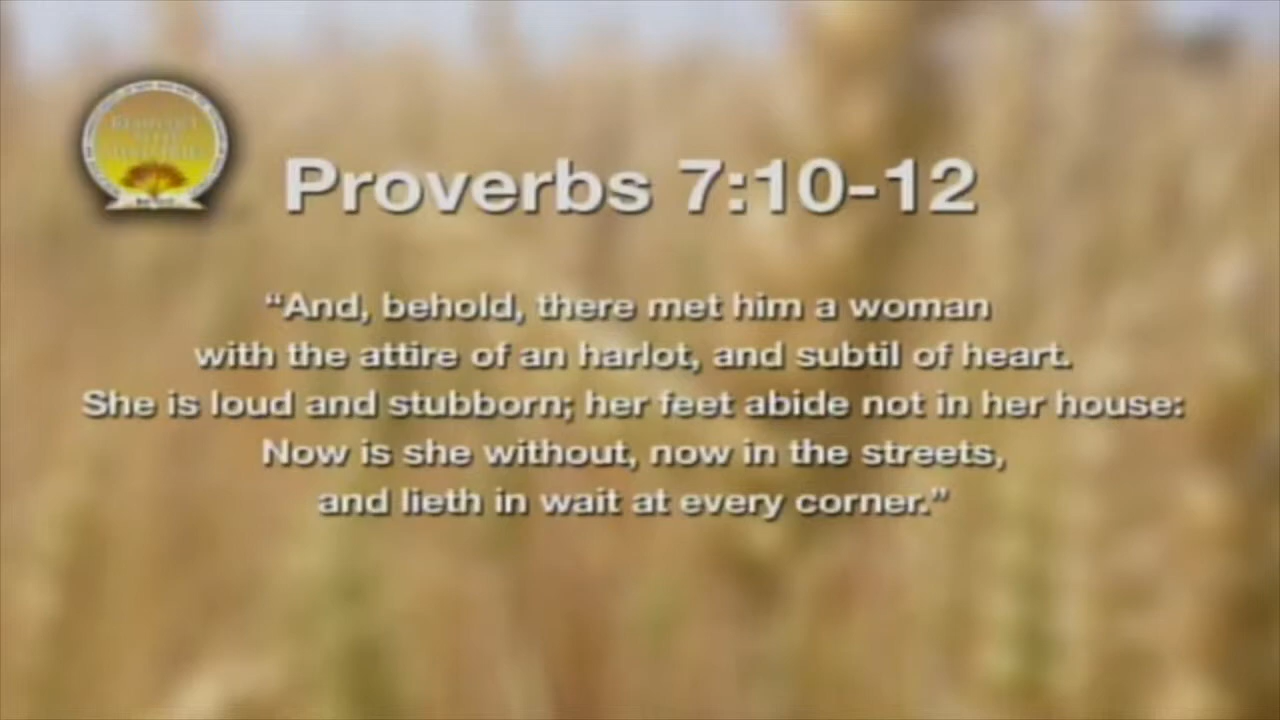 Proverbs 7:10-12
“And, behold, there met him a woman
with the attire of an harlot, and subtil of heart.
She is loud and stubborn; her feet abide not in her house:
Now is she without, now in the streets,
and lieth in wait at every corner.”